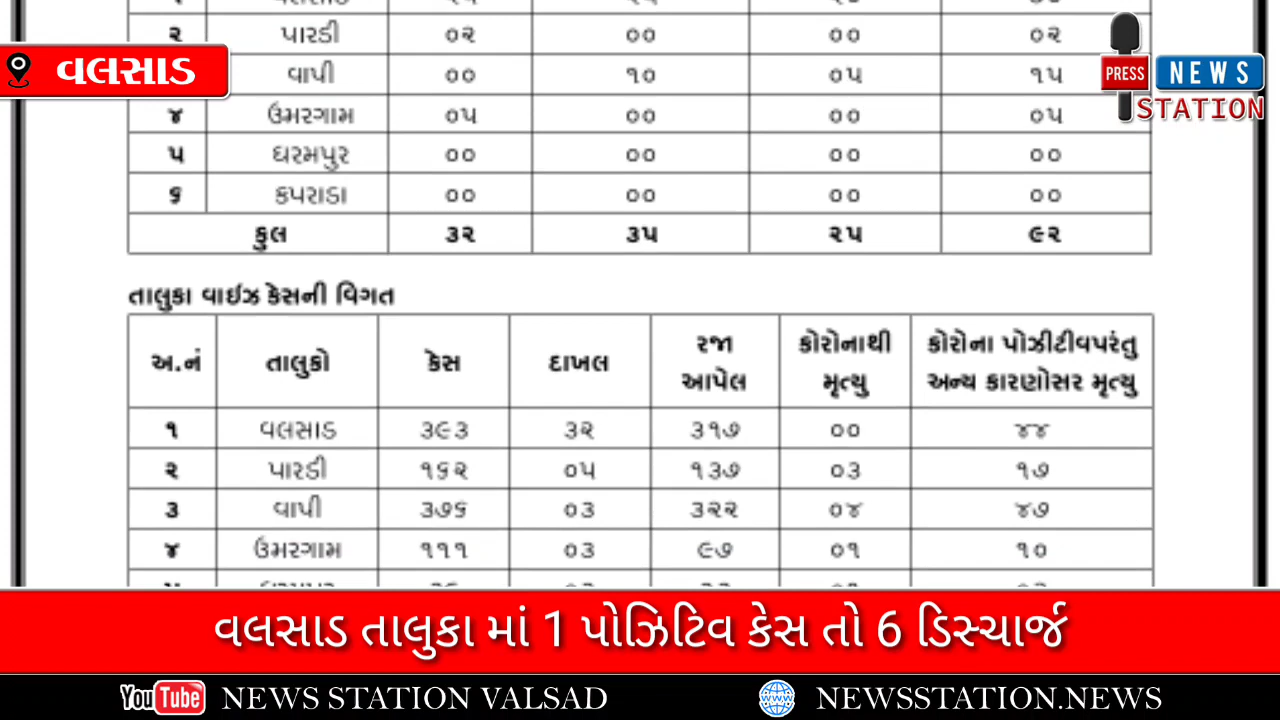 ૨ પારડી ૦૨ ૦૦ ૦૦ ૦૨
વલસાડ
વાપી ૦૦ ૧૦ ૦૫ ૧૫
PRESS NEWS
STATION
૪ ઉમરગામ ૦૫ ૦૦ ૦૦ ૦૫
૫ ધરમપુર ૦૦ ૦૦ ૦૦ ૦૦
૬ કપરાડા ૦૦ ૦૦ ૦૦ ૦૦
કુલ ૩૨ ૩૫ ૨૫ ૯૨
તાલુકા વાઈઝ કેસની વિગત
અ.નં તાલુકો કેસ દાખલ રજા આપેલ કોરોનાથી મૃત્યુ કોરોના પોઝીટીવપરંતુ અન્ય કારણોસર મૃત્યુ
૧ વલસાડ ૩૯૩ ૩૨ ૩૧૭ ૦૦ ૪૪
૨ પારડી ૧૬૨ ૦૫ ૧૩૭ ૦૩ ૧૭
૩ વાપી ૩૭૬ ૦૩ ૩૨૨ ૦૪ ૪૭
૪ ઉમરગામ ૧૧૧ ૦૩ ૯૭ ૦૧ ૧૦
વલસાડ તાલુકા માં 1 પોઝિટિવ કેસ તો 6 ડિસ્ચાર્જ
YouTube NEWS STATION VALSAD NEWSSTATION.NEWS